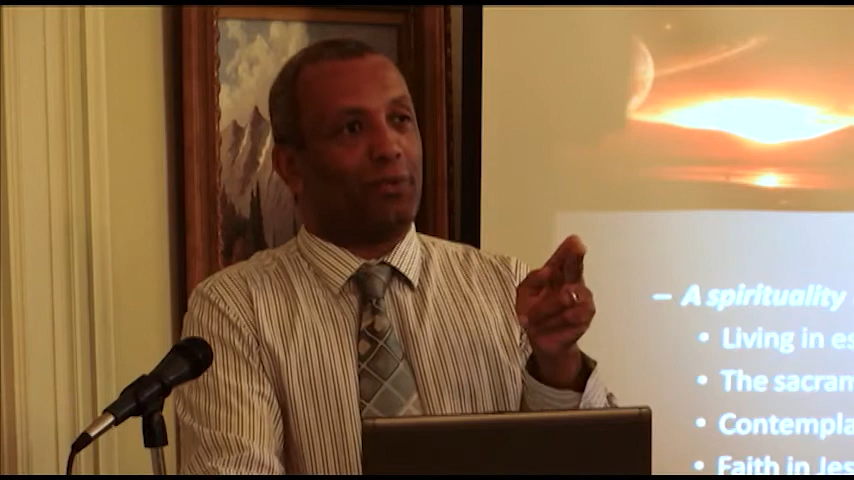 – A spirituality
• Living in es
• The sacram
• Contempla
• Faith in Jes